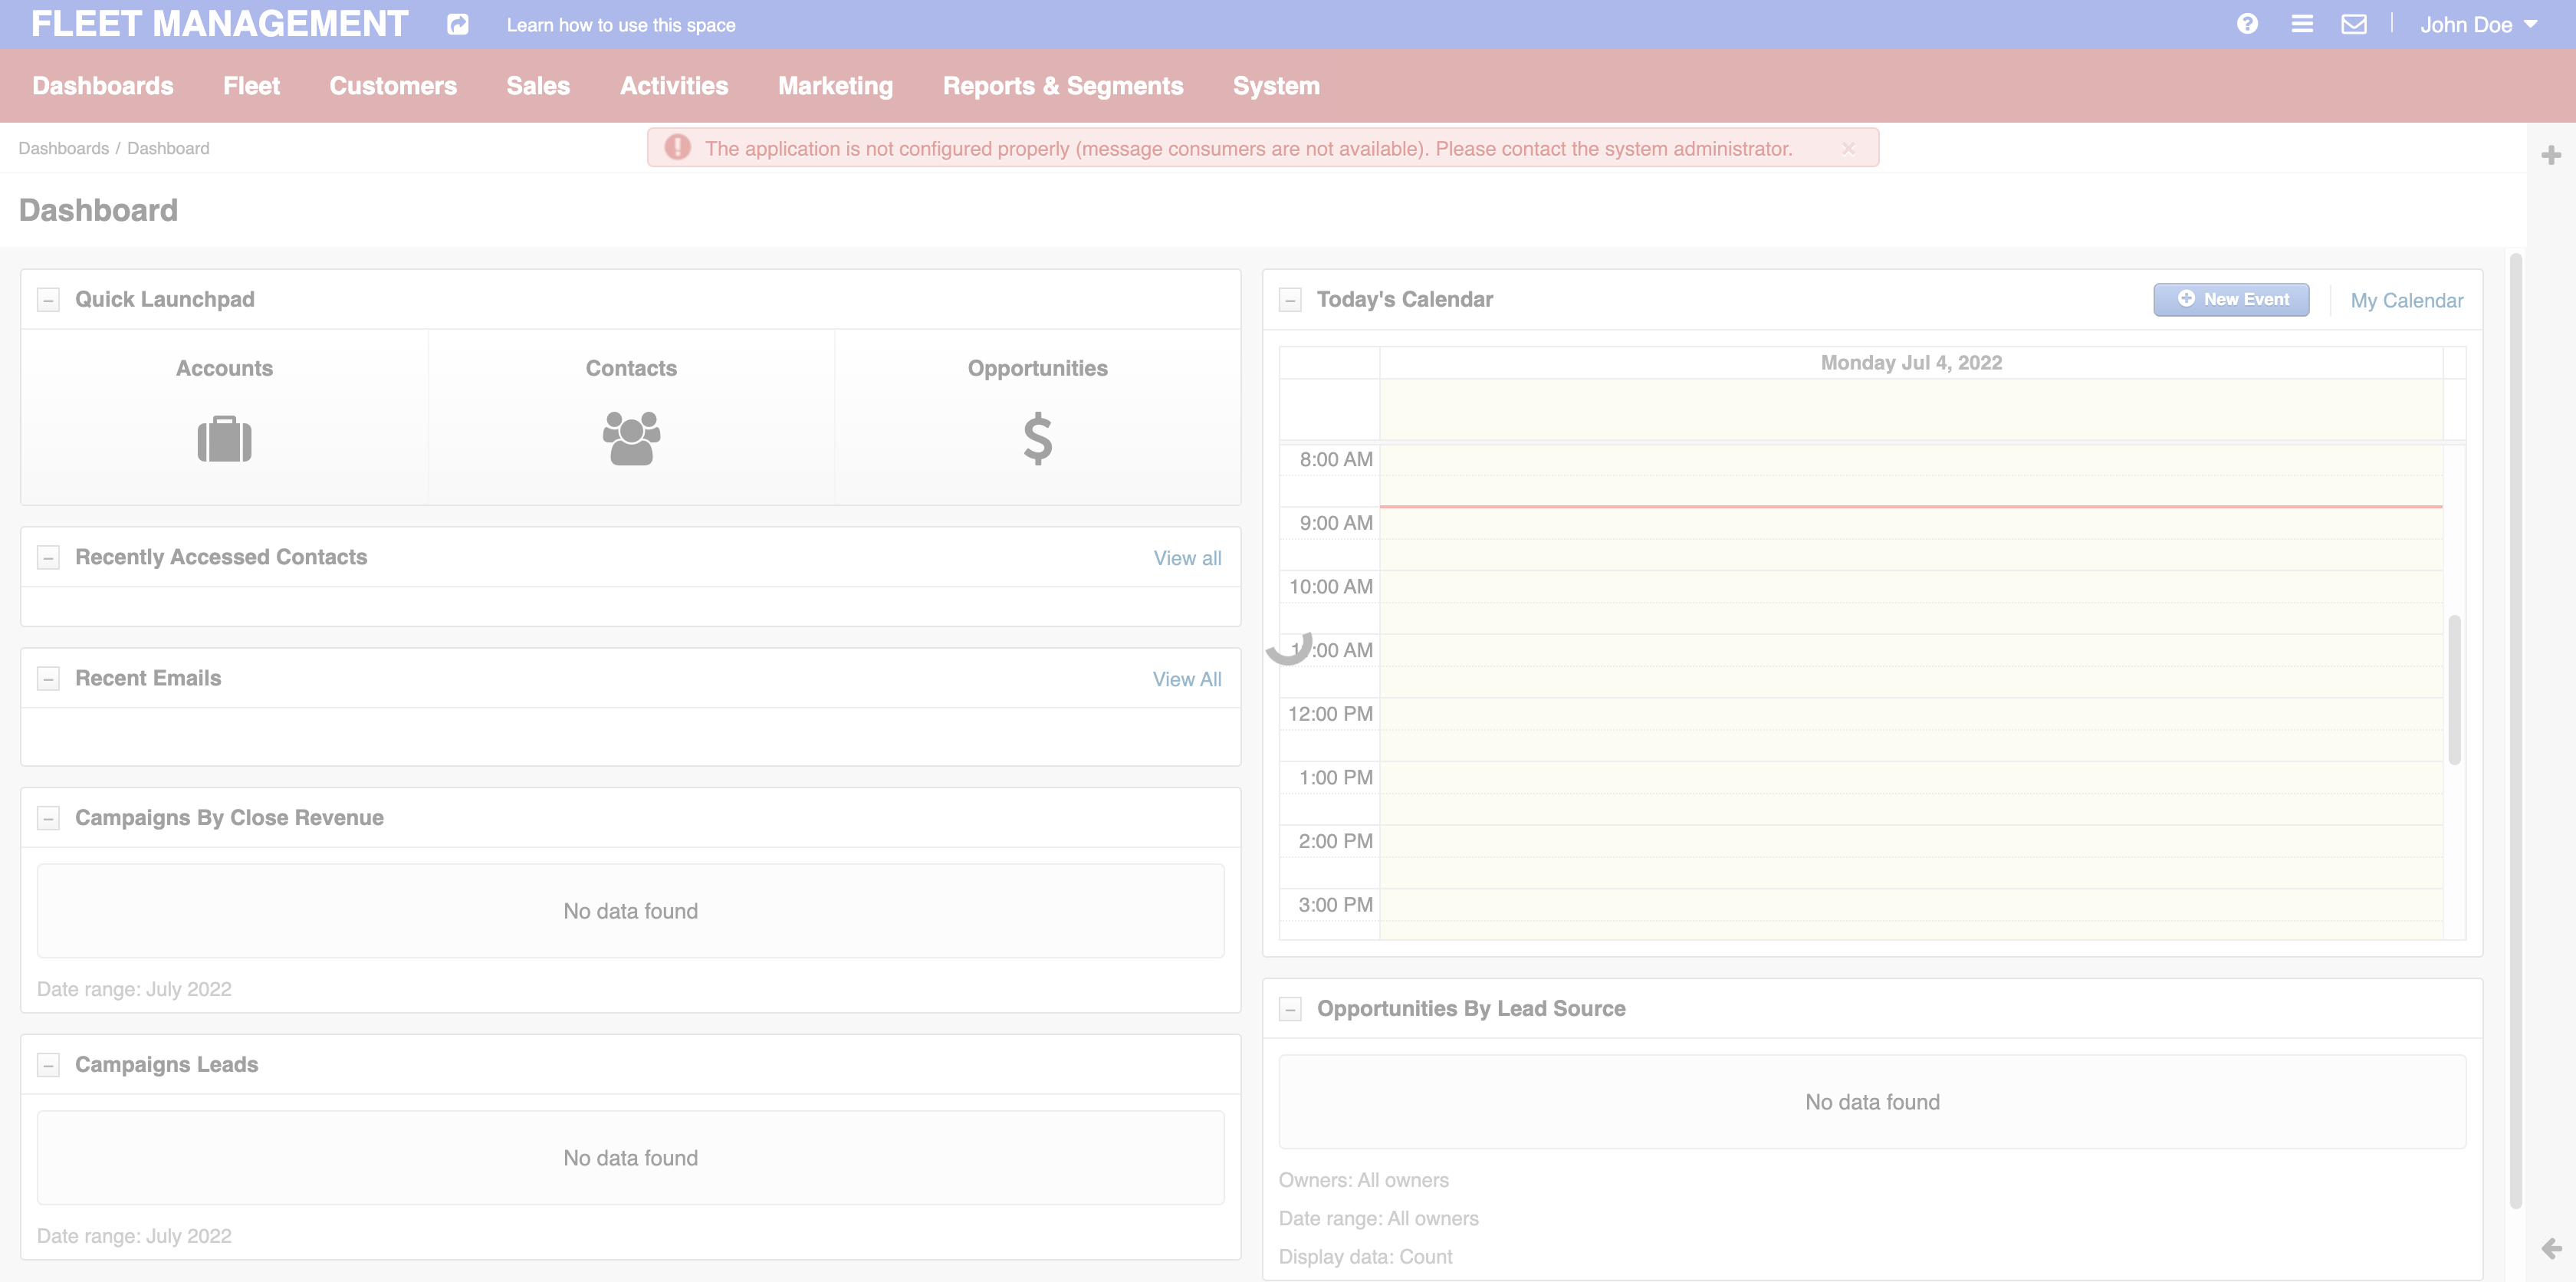 FLEET MANAGEMENT
Learn how to use this space
John Doe
Dashboards Fleet Customers Sales Activities Marketing Reports & Segments System
Dashboards / Dashboard
The application is not configured properly (message consumers are not available). Please contact the system administrator.
Dashboard
Quick Launchpad
Accounts
Contacts
Opportunities
Recently Accessed Contacts
View all
Recent Emails
View All
Campaigns By Close Revenue
No data found
Date range: July 2022
Campaigns Leads
No data found
Date range: July 2022
Today's Calendar
New Event
My Calendar
Monday Jul 4, 2022
8:00 AM
9:00 AM
10:00 AM
:00 AM
12:00 PM
1:00 PM
2:00 PM
3:00 PM
Opportunities By Lead Source
No data found
Owners: All owners
Date range: All owners
Display data: Count